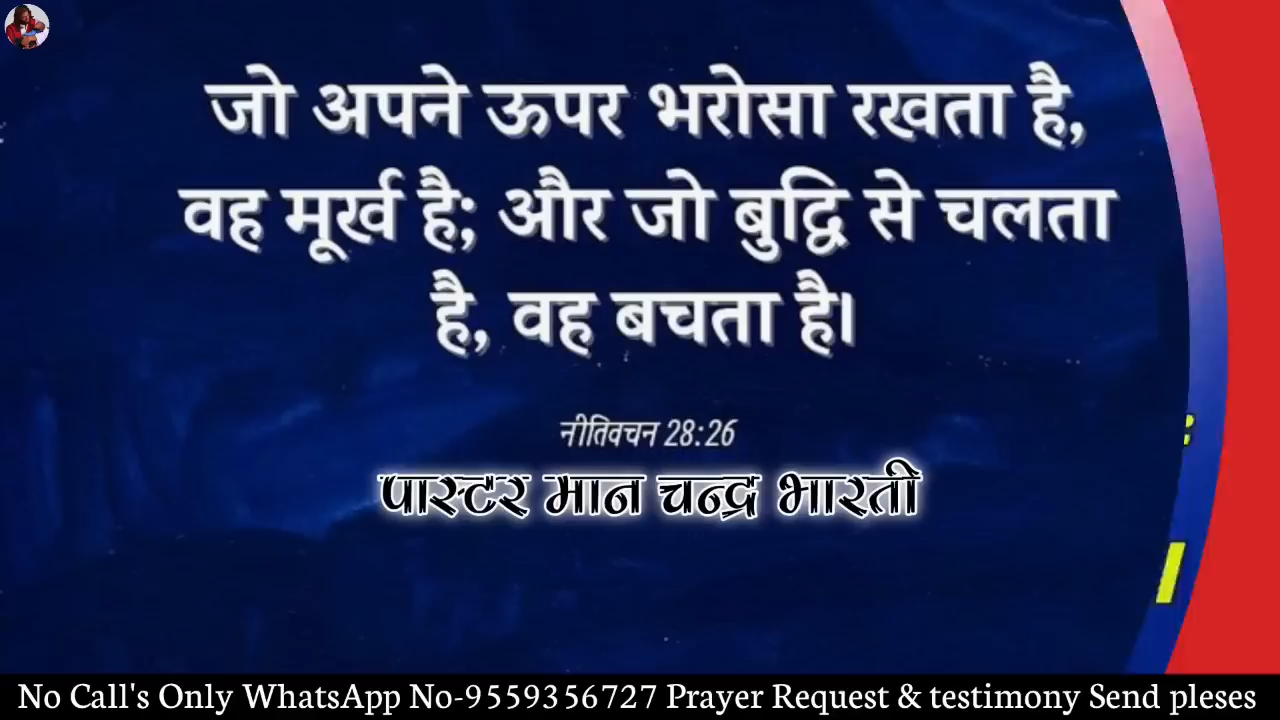 जो अपने ऊपर भरोसा रखता है,
वह मूर्ख है; और जो बुद्धि से चलता
है, वह बचता है।
नीतिवचन 28:26
पास्टर मान चन्द्र भारती
No Call's Only WhatsApp No-9559356727 Prayer Request & testimony Send pleses